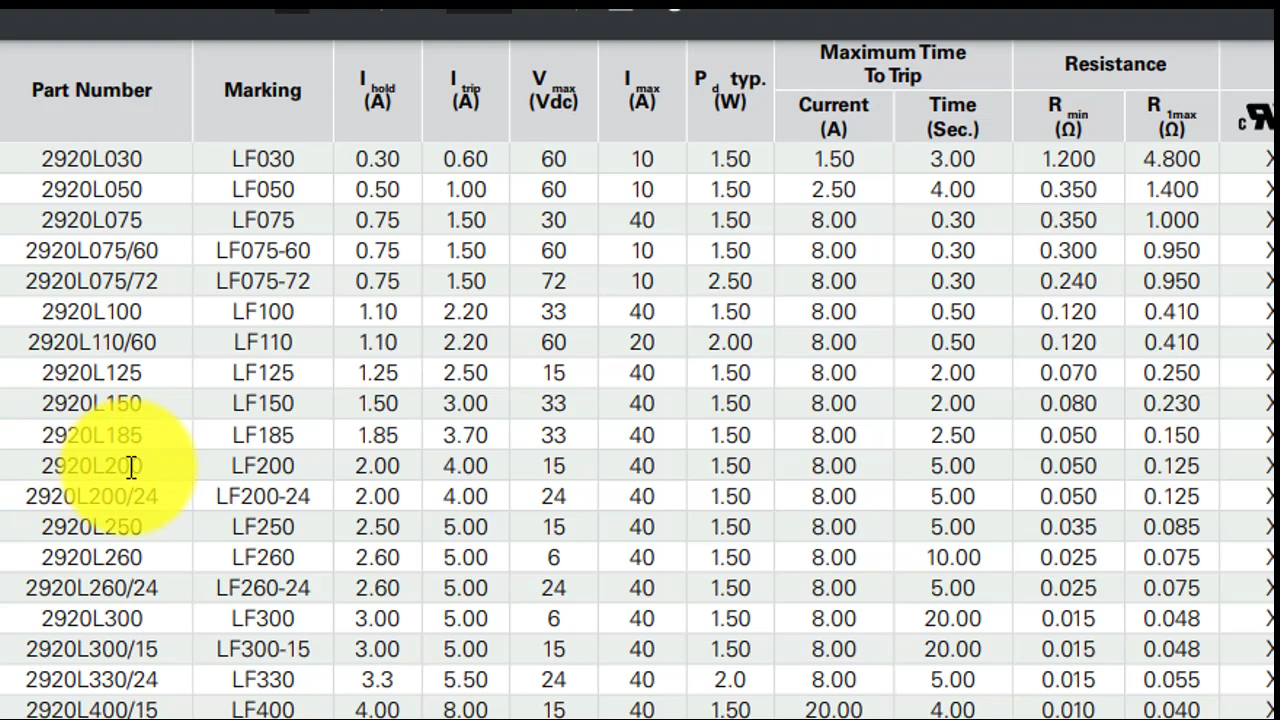 Maximum Time To Trip Resistance
Part Number Marking I hold (A) I trip (A) V max (Vdc) I max (A) P d typ. (W) Current (A) Time (Sec.) R min (Ω) R 1max (Ω)
2920L030 LF030 0.30 0.60 60 10 1.50 1.50 3.00 1.200 4.800 X
2920L050 LF050 0.50 1.00 60 10 1.50 2.50 4.00 0.350 1.400 X
2920L075 LF075 0.75 1.50 30 40 1.50 8.00 0.30 0.350 1.000 X
2920L075/60 LF075-60 0.75 1.50 60 10 1.50 8.00 0.30 0.300 0.950 X
2920L075/72 LF075-72 0.75 1.50 72 10 2.50 8.00 0.30 0.240 0.950 X
2920L100 LF100 1.10 2.20 33 40 1.50 8.00 0.50 0.120 0.410 X
2920L110/60 LF110 1.10 2.20 60 20 2.00 8.00 0.50 0.120 0.410 X
2920L125 LF125 1.25 2.50 15 40 1.50 8.00 2.00 0.070 0.250 X
2920L150 LF150 1.50 3.00 33 40 1.50 8.00 2.00 0.080 0.230 X
2920L185 LF185 1.85 3.70 33 40 1.50 8.00 2.50 0.050 0.150 X
2920L200 LF200 2.00 4.00 15 40 1.50 8.00 5.00 0.050 0.125 X
2920L200/24 LF200-24 2.00 4.00 24 40 1.50 8.00 5.00 0.050 0.125 X
2920L250 LF250 2.50 5.00 15 40 1.50 8.00 5.00 0.035 0.085 X
2920L260 LF260 2.60 5.00 6 40 1.50 8.00 10.00 0.025 0.075 X
2920L260/24 LF260-24 2.60 5.00 24 40 1.50 8.00 5.00 0.025 0.075 X
2920L300 LF300 3.00 5.00 6 40 1.50 8.00 20.00 0.015 0.048 X
2920L300/15 LF300-15 3.00 5.00 15 40 1.50 8.00 20.00 0.015 0.048 X
2920L330/24 LF330 3.3 5.50 24 40 2.0 8.00 5.00 0.015 0.055 X
2920L400/15 LF400 4.00 8.00 15 40 1.50 20.00 4.00 0.010 0.040 X